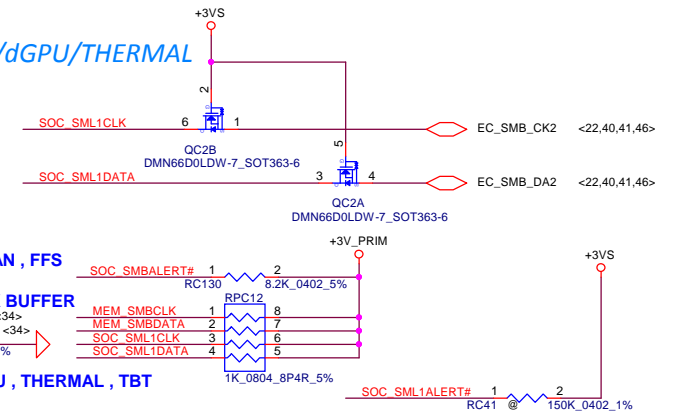 +3VS
/dGPU/THERMAL
2
SOC_SML1CLK 6 1 EC_SMB_CK2 <22,40,41,46>
QC2B
DMN66D0LDW-7_SOT363-6
5
SOC_SML1DATA 3 4 EC_SMB_DA2 <22,40,41,46>
QC2A
DMN66D0LDW-7_SOT363-6
+3V_PRIM
+3VS
AN , FFS
SOC_SMBALERT# 1 2
RC130 8.2K_0402_5%
K BUFFER
RPC12
<34>
MEM_SMBCLK 1 8
MEM_SMBDATA 2 7
<34>
SOC_SML1CLK 3 6
SOC_SML1DATA 4 5
%
1K_0804_8P4R_5%
U , THERMAL , TBT
SOC_SML1ALERT# 1 2
RC41 @ 150K_0402_1%